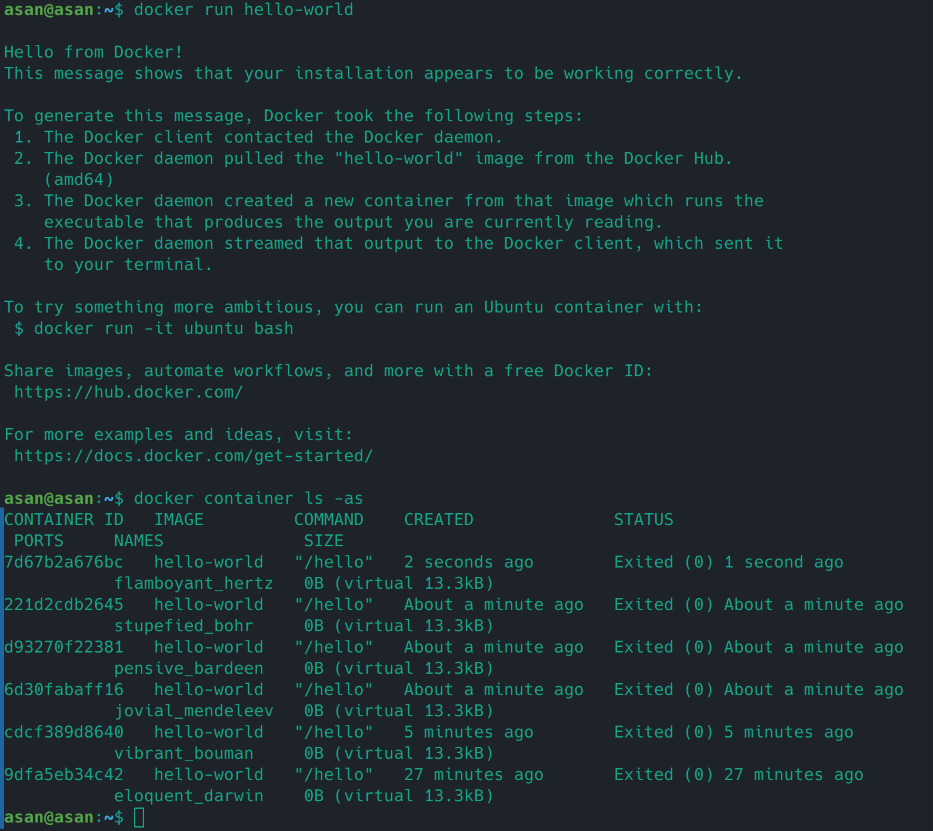 asan@asan:~$ docker run hello-world
Hello from Docker!
This message shows that your installation appears to be working correctly.
To generate this message, Docker took the following steps:
1. The Docker client contacted the Docker daemon.
2. The Docker daemon pulled the "hello-world" image from the Docker Hub.
(amd64)
3. The Docker daemon created a new container from that image which runs the
executable that produces the output you are currently reading.
4. The Docker daemon streamed that output to the Docker client, which sent it
to your terminal.
To try something more ambitious, you can run an Ubuntu container with:
$ docker run -it ubuntu bash
Share images, automate workflows, and more with a free Docker ID:
https://hub.docker.com/
For more examples and ideas, visit:
https://docs.docker.com/get-started/
asan@asan:~$ docker container ls -as
CONTAINER ID IMAGE COMMAND CREATED STATUS
PORTS NAMES SIZE
7d67b2a676bc hello-world "/hello" 2 seconds ago Exited (0) 1 second ago
flamboyant_hertz 0B (virtual 13.3kB)
221d2cdb2645 hello-world "/hello" About a minute ago Exited (0) About a minute ago
stupefied_bohr 0B (virtual 13.3kB)
d93270f22381 hello-world "/hello" About a minute ago Exited (0) About a minute ago
pensive_bardeen 0B (virtual 13.3kB)
6d30fabaff16 hello-world "/hello" About a minute ago Exited (0) About a minute ago
jovial_mendeleev 0B (virtual 13.3kB)
cdcf389d8640 hello-world "/hello" 5 minutes ago Exited (0) 5 minutes ago
vibrant_bouman 0B (virtual 13.3kB)
9dfa5eb34c42 hello-world "/hello" 27 minutes ago Exited (0) 27 minutes ago
eloquent_darwin 0B (virtual 13.3kB)
asan@asan:~$